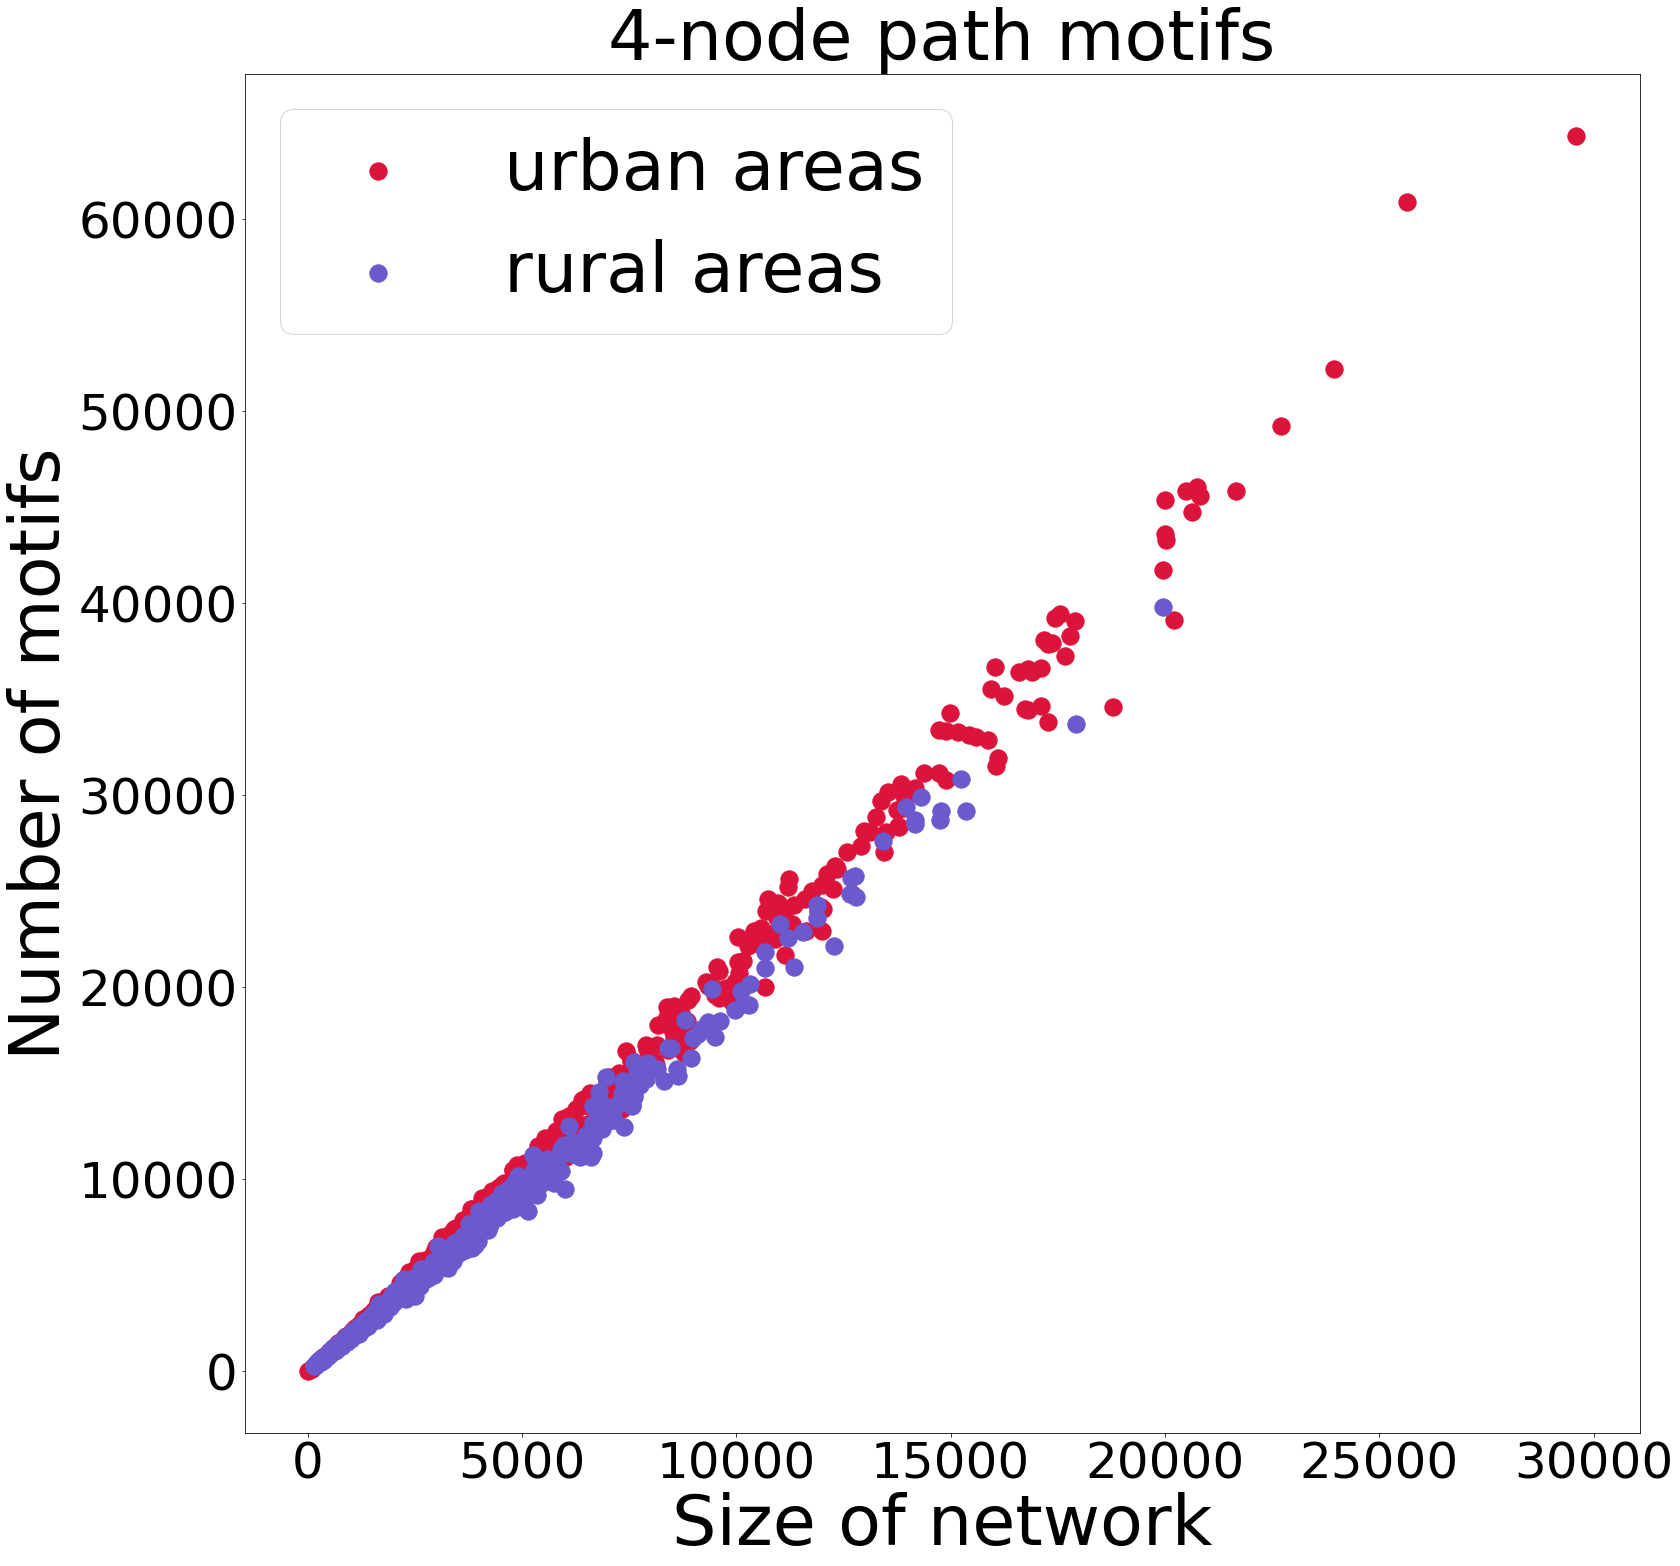 4-node path motifs
urban areas
rural areas
Number of motifs
60000
50000
40000
30000
20000
10000
0
0 5000 10000 15000 20000 25000 30000
Size of network